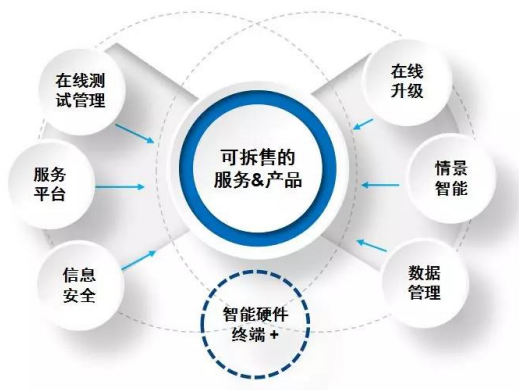 在线测
试管理
在线
升级
可拆售的
服务&产品
服务
平台
情景
智能
信息
安全
数据
管理
智能硬件
终端 +